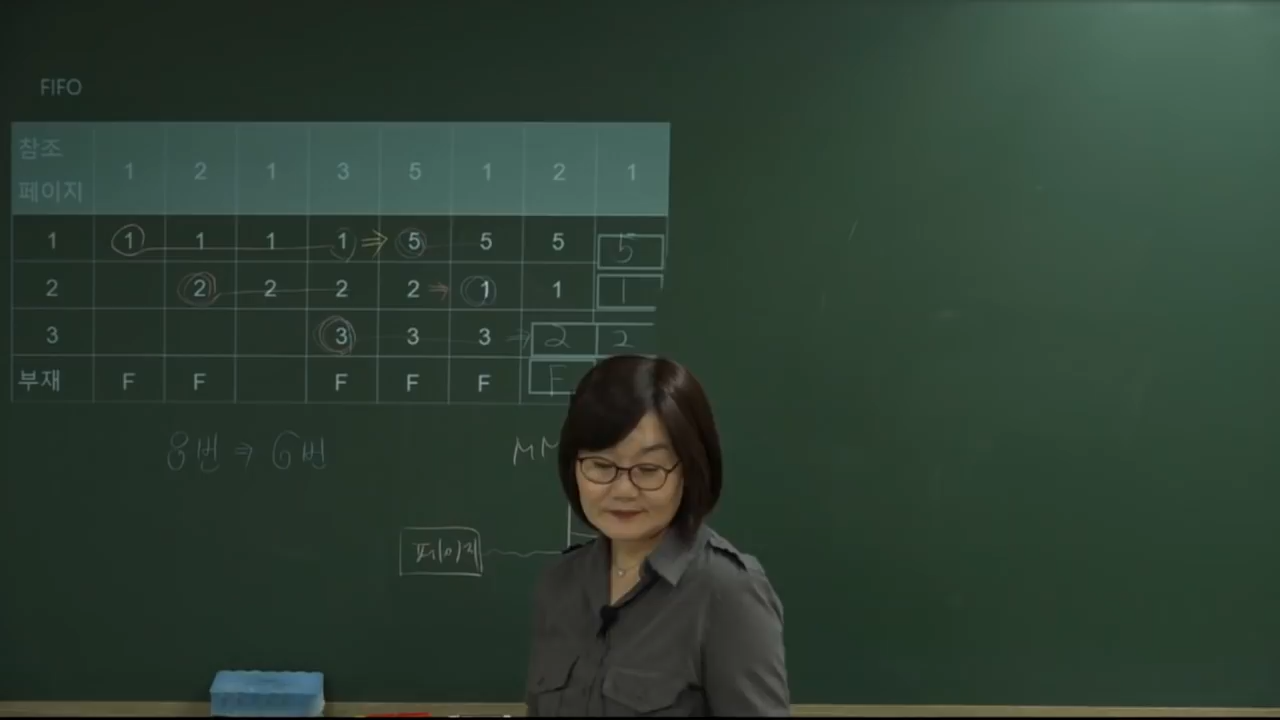 FIFO
참조 페이지 1 2 1 3 5 1 2 1
1 1 1 1 1 ⇒ 5 5 5 5
2 2 2 2 2 → 1 1 1
3 3 3 3 → 2 2
부재 F F F F F F
8번 ⇒ 6번
페이지